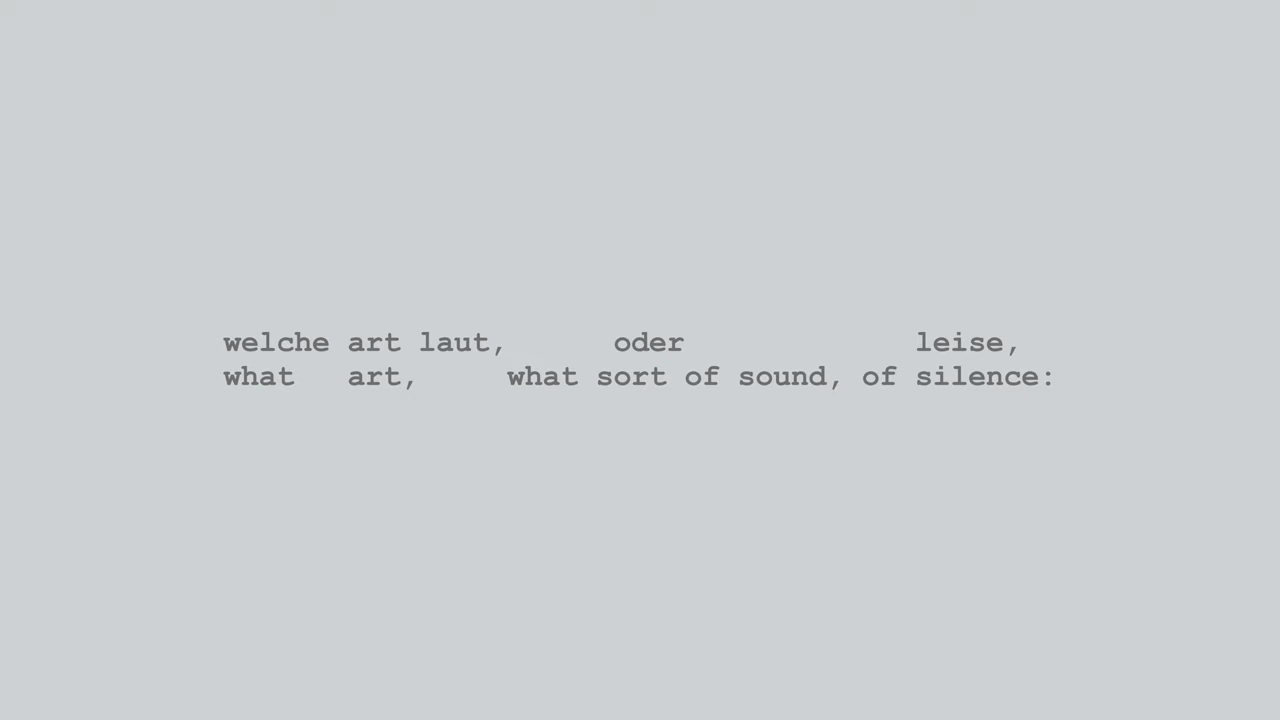 welche art laut,      oder             leise,
what   art,     what sort of sound, of silence: